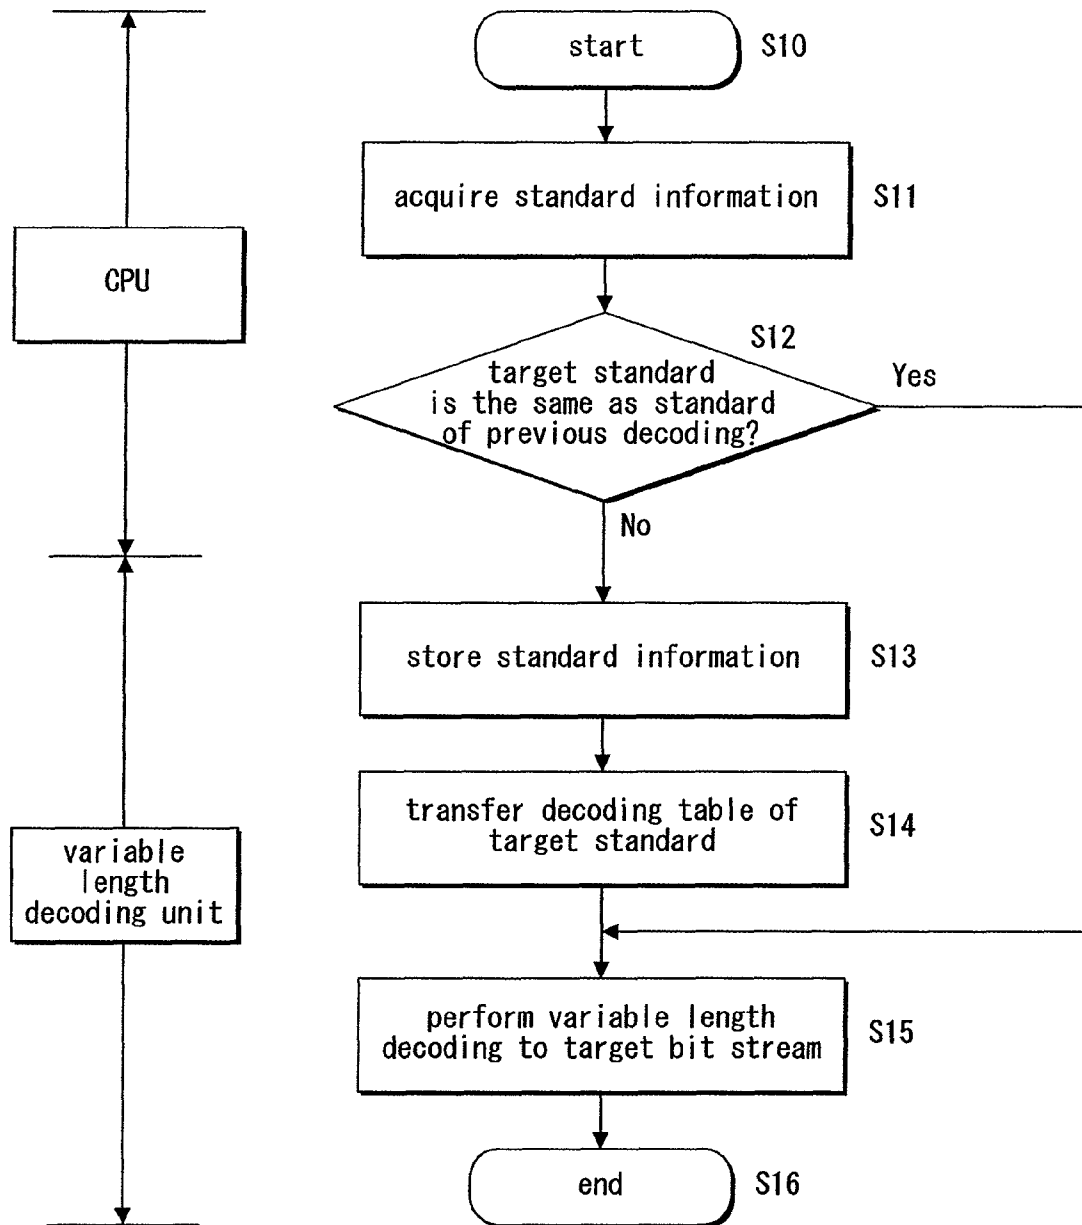 start
S10
acquire standard information
S11
CPU
S12
target standard
is the same as standard
of previous decoding?
Yes
No
store standard information
S13
transfer decoding table of
target standard
S14
variable
length
decoding unit
perform variable length
decoding to target bit stream
S15
end
S16